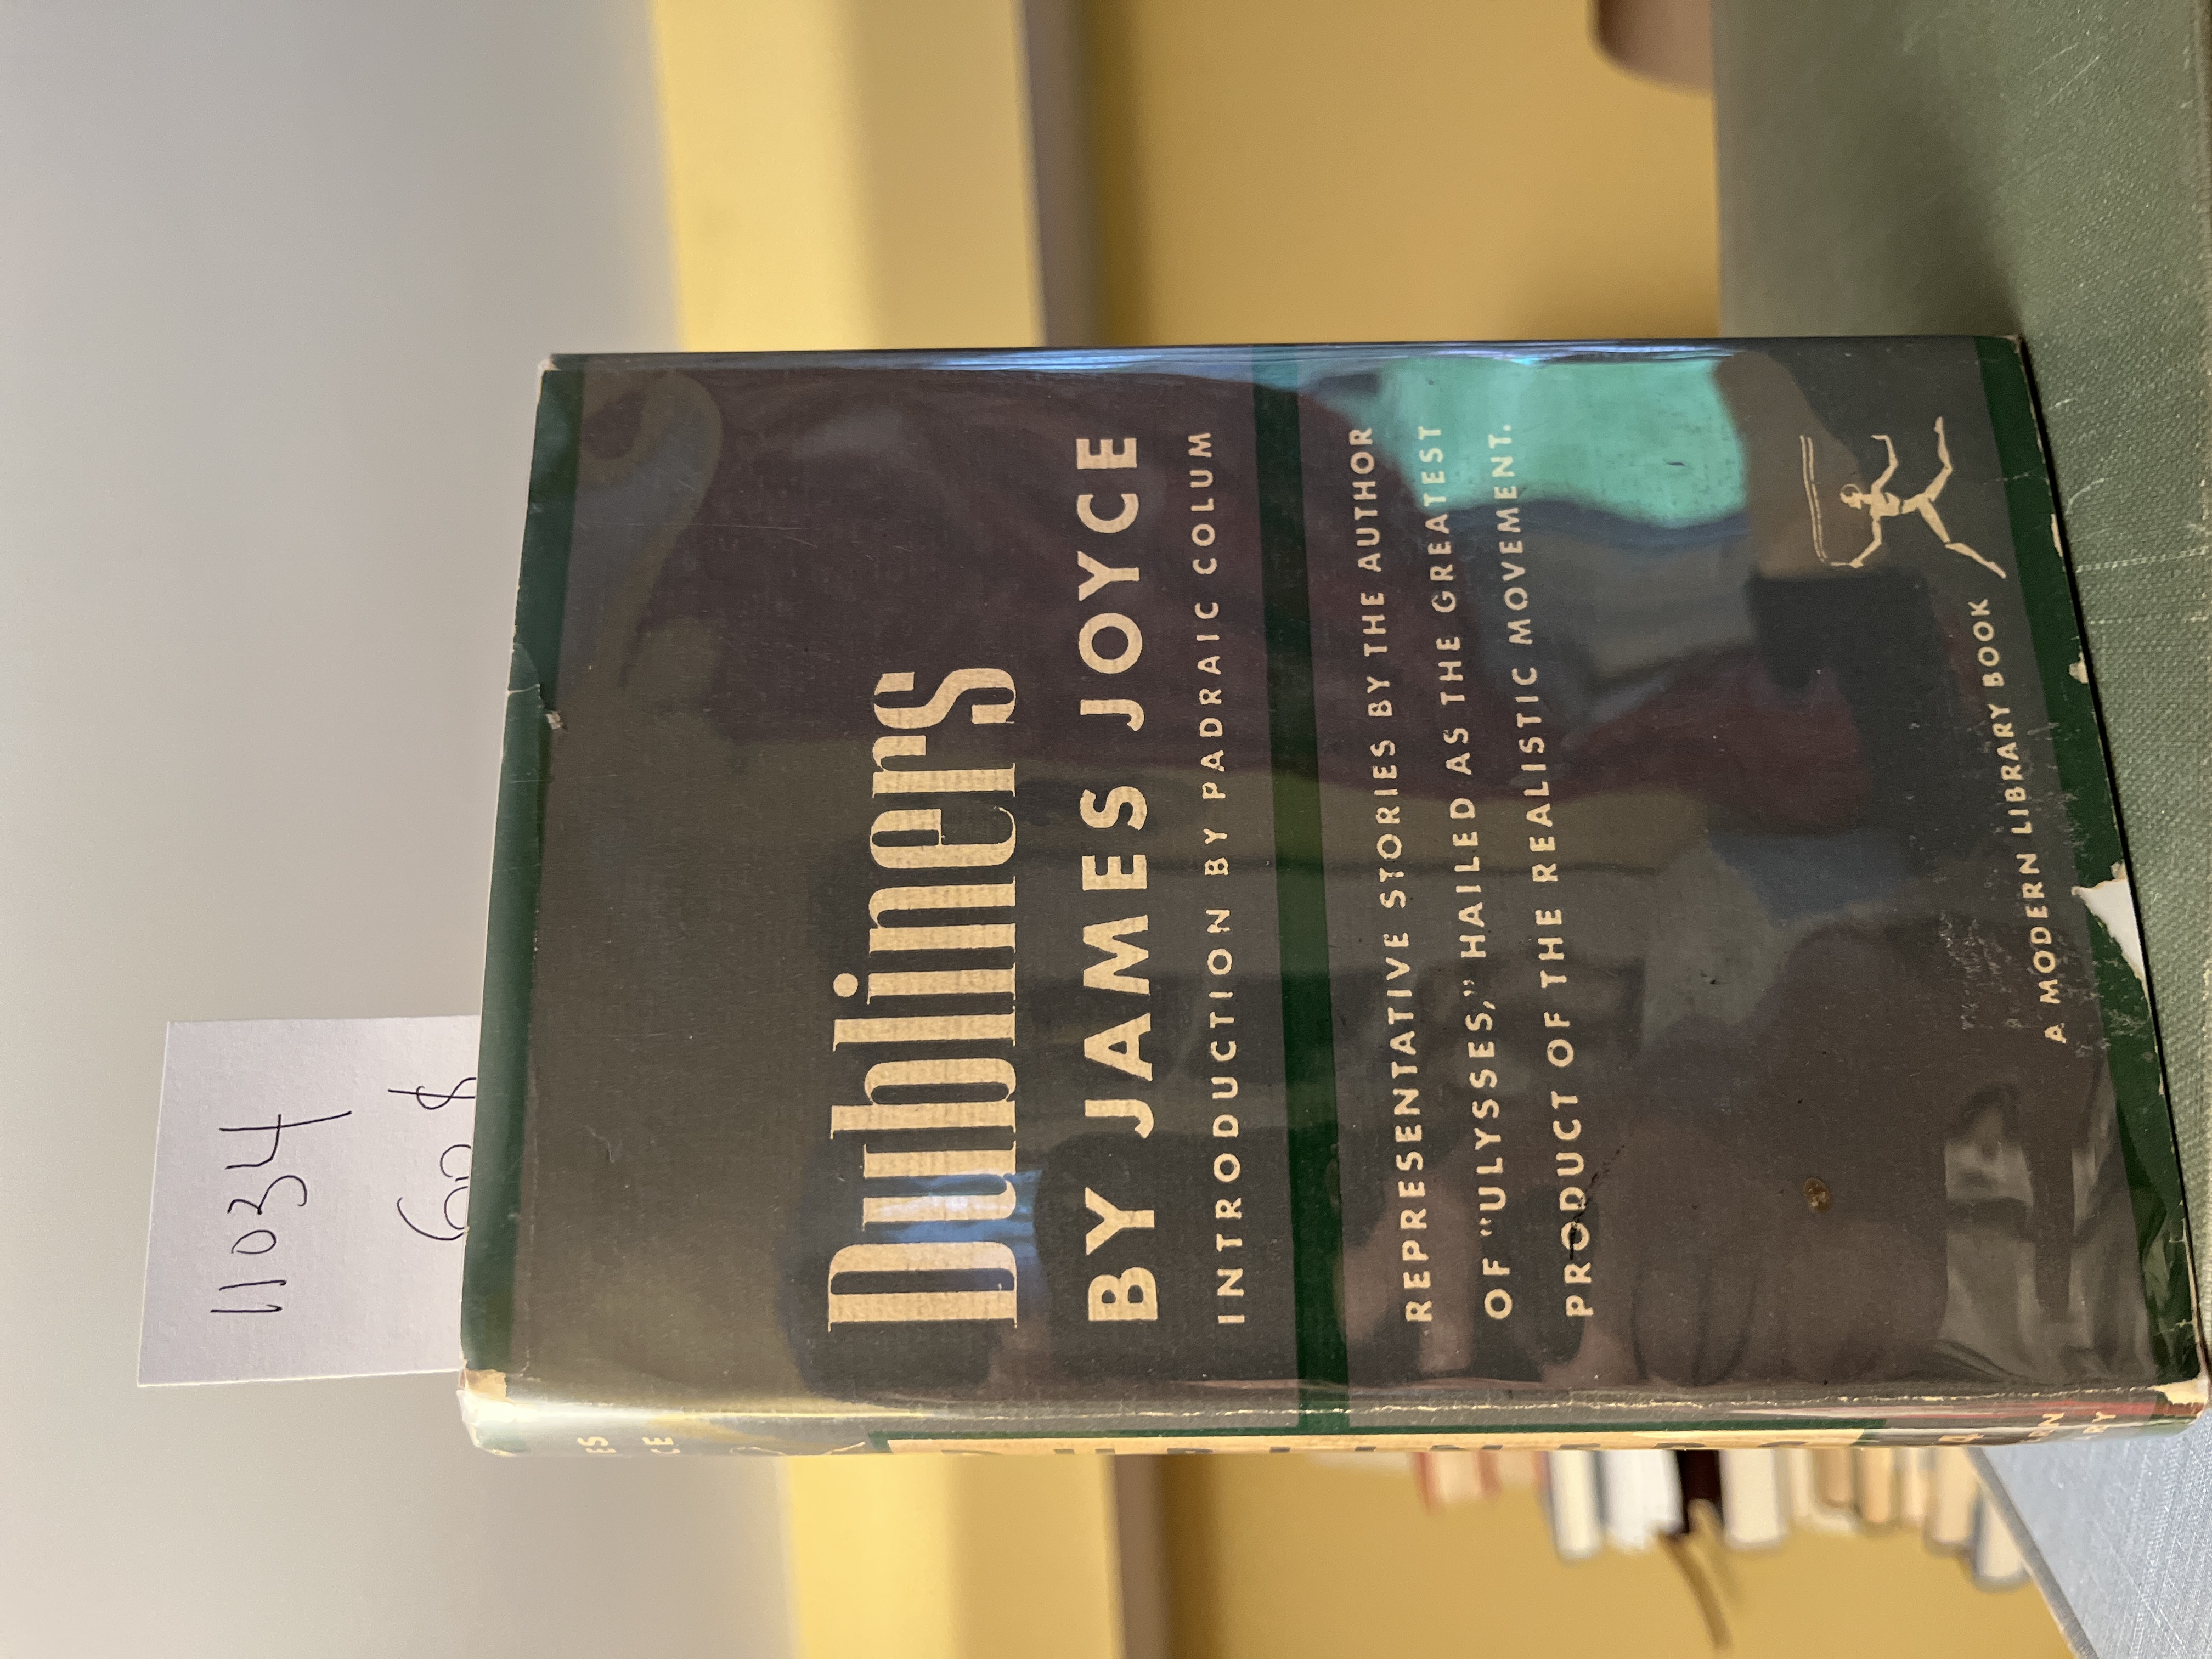 11034
Dubliners
BY JAMES JOYCE
INTRODUCTION BY PADRAIC COLUM
REPRESENTATIVE STORIES BY THE AUTHOR
OF "ULYSSES," HAILED AS THE GREATEST
PRODUCT OF THE REALISTIC MOVEMENT.
A MODERN LIBRARY BOOK